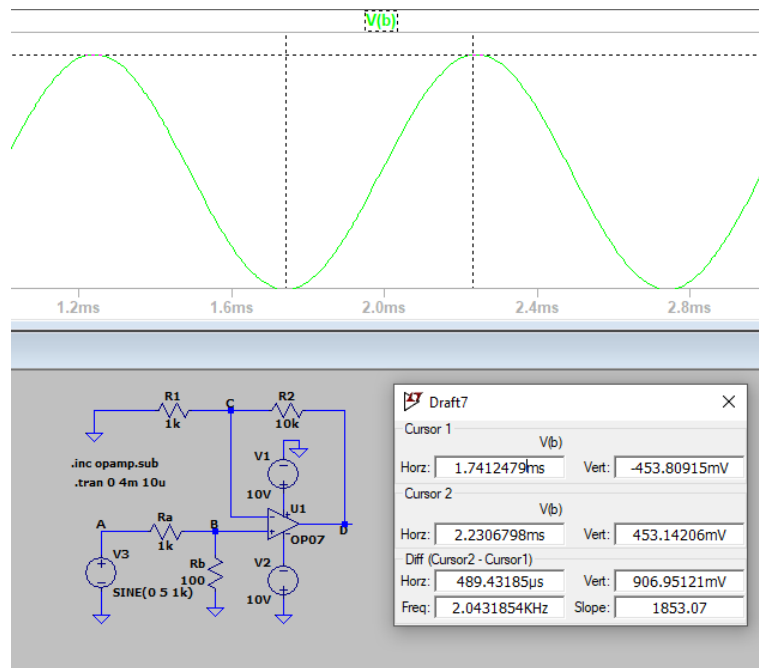 V(b)
1.2ms 1.6ms 2.0ms 2.4ms 2.8ms
R1
1k
C
R2
10k
V1
10V
.inc opamp.sub
.tran 0 4m 10u
U1
OP07
A
Ra
1k
B
D
V3
SINE(0 5 1k)
Rb
100
V2
10V
Draft7
Cursor 1
V(b)
Horz: 1.7412479ms Vert: -453.80915mV
Cursor 2
V(b)
Horz: 2.2306798ms Vert: 453.14206mV
Diff (Cursor2 - Cursor1)
Horz: 489.43185µs Vert: 906.95121mV
Freq: 2.0431854KHz Slope: 1853.07